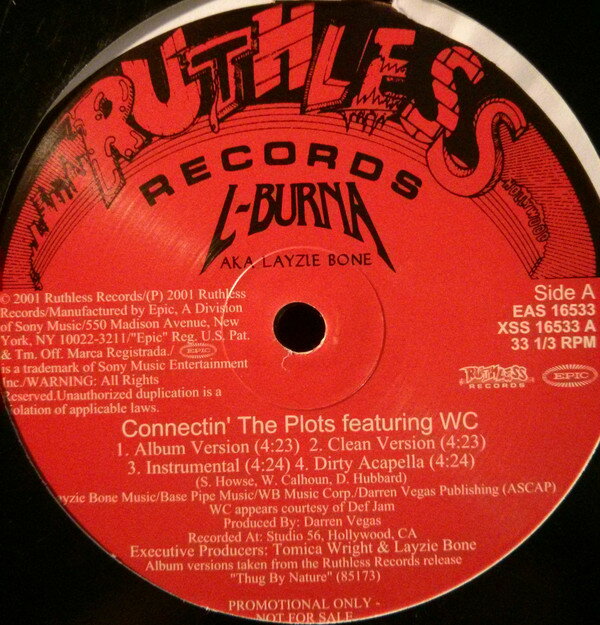 RUTHLESS
RECORDS
L-BURNA
AKA LAYZIE BONE
© 2001 Ruthless Records/(P) 2001 Ruthless
Records/Manufactured by Epic, A Division
of Sony Music/550 Madison Avenue, New
York, NY 10022-3211/"Epic" Reg. U.S. Pat.
& Tm. Off. Marca Registrada./ EPIC
is a trademark of Sony Music Entertainment
Inc./WARNING: All Rights
Reserved.Unauthorized duplication is a
violation of applicable laws.
Side A
EAS 16533
XSS 16533 A
33 1/3 RPM
RUTHLESS
RECORDS
EPIC
Connectin' The Plots featuring WC
1. Album Version (4:23) 2. Clean Version (4:23)
3. Instrumental (4:24) 4. Dirty Acapella (4:24)
(S. Howse, W. Calhoun, D. Hubbard)
Layzie Bone Music/Base Pipe Music/WB Music Corp./Darren Vegas Publishing (ASCAP)
WC appears courtesy of Def Jam
Produced By: Darren Vegas
Recorded At: Studio 56, Hollywood, CA
Executive Producers: Tomica Wright & Layzie Bone
Album versions taken from the Ruthless Records release
"Thug By Nature" (85173)
PROMOTIONAL ONLY -
NOT FOR SALE